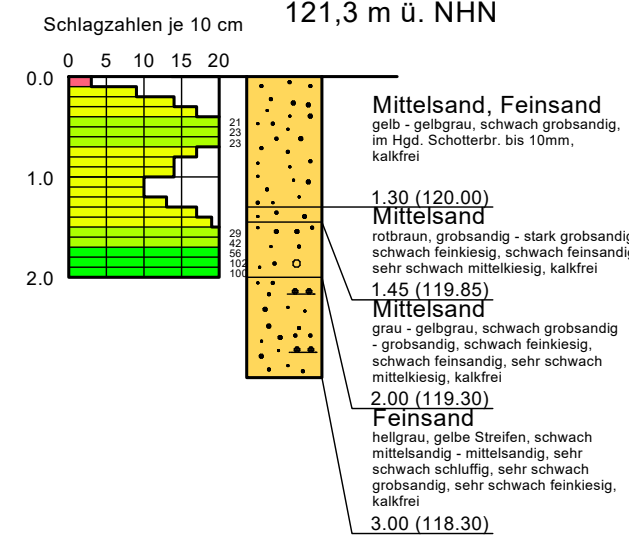 121,3 m ü. NHN
Schlagzahlen je 10 cm
0 5 10 15 20
0.0
1.0
2.0
21
23
23
29
42
56
102
100
Mittelsand, Feinsand
gelb - gelbgrau, schwach grobsandig,
im Hgd. Schotterbr. bis 10mm,
kalkfrei
1.30 (120.00)
Mittelsand
rotbraun, grobsandig - stark grobsandig
schwach feinkiesig, schwach feinsandig
sehr schwach mittelkiesig, kalkfrei
1.45 (119.85)
Mittelsand
grau - gelbgrau, schwach grobsandig
- grobsandig, schwach feinkiesig,
schwach feinsandig, sehr schwach
mittelkiesig, kalkfrei
2.00 (119.30)
Feinsand
hellgrau, gelbe Streifen, schwach
mittelsandig - mittelsandig, sehr
schwach schluffig, sehr schwach
grobsandig, sehr schwach feinkiesig,
kalkfrei
3.00 (118.30)